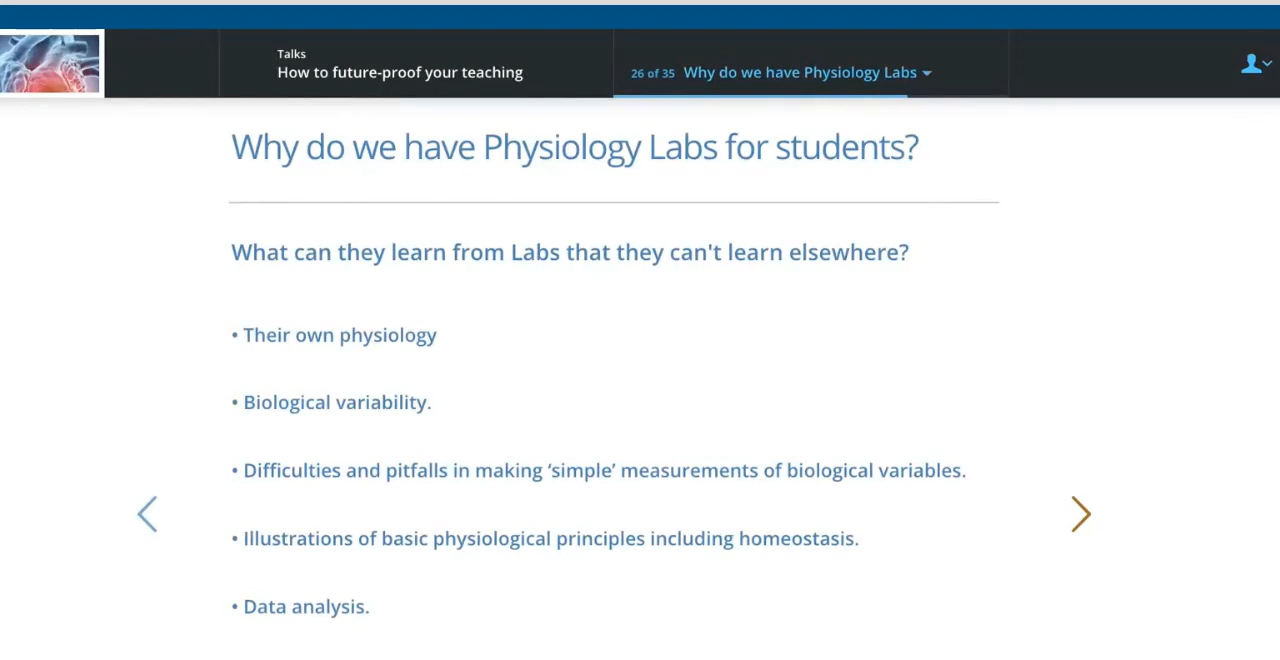 Talks
How to future-proof your teaching
26 of 35 Why do we have Physiology Labs
Why do we have Physiology Labs for students?
What can they learn from Labs that they can't learn elsewhere?
• Their own physiology
• Biological variability.
• Difficulties and pitfalls in making ‘simple’ measurements of biological variables.
• Illustrations of basic physiological principles including homeostasis.
• Data analysis.